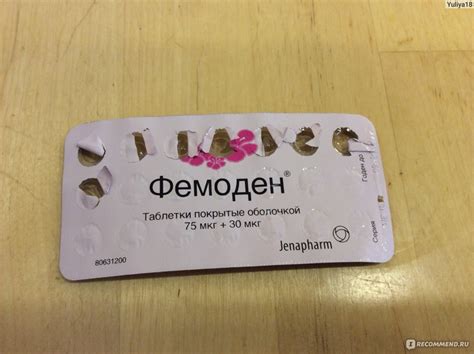 Yuliya18
Годен до
Фемоден®
Таблетки покрытые оболочкой
75 мкг + 30 мкг
Серия
Jenapharm
80631200
RECOMMEND.RU